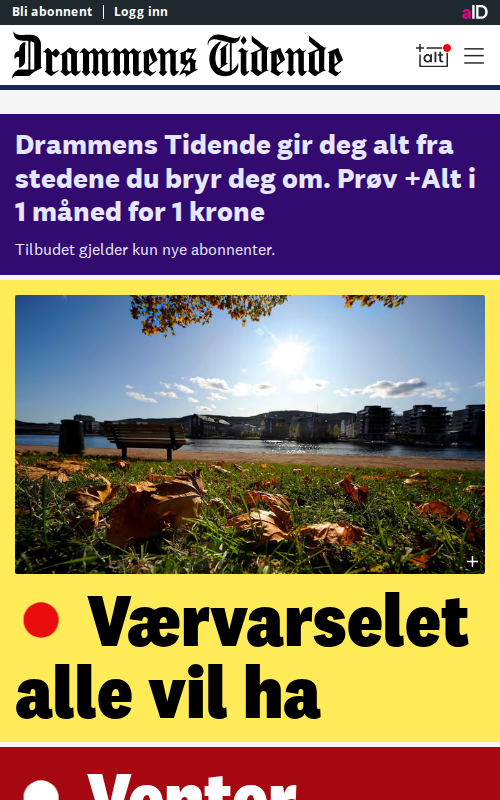 Bli abonnent | Logg inn
aID
Drammens Tidende
+alt
Drammens Tidende gir deg alt fra
stedene du bryr deg om. Prøv +Alt i
1 måned for 1 krone
Tilbudet gjelder kun nye abonnenter.
+
Værvarselet
alle vil ha
Venter